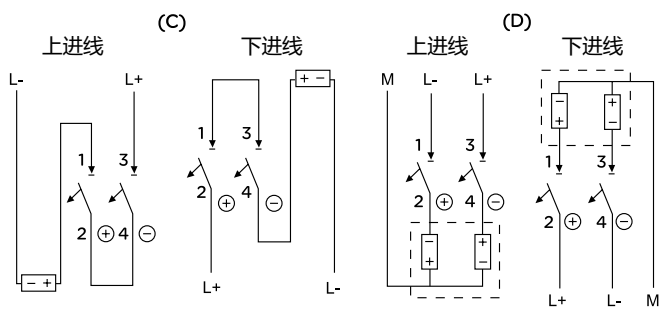 (C) (D)
上进线 下进线 上进线 下进线
L- L+ M L- L+
+ -
1 3 1 3
1 3 1 3
2 ⊕ 4 ⊖
2 ⊕ 4 ⊖
2 ⊕ 4 ⊖
2 ⊕ 4 ⊖
- +
- + + -
- + + -
L+ L- L+ L- M